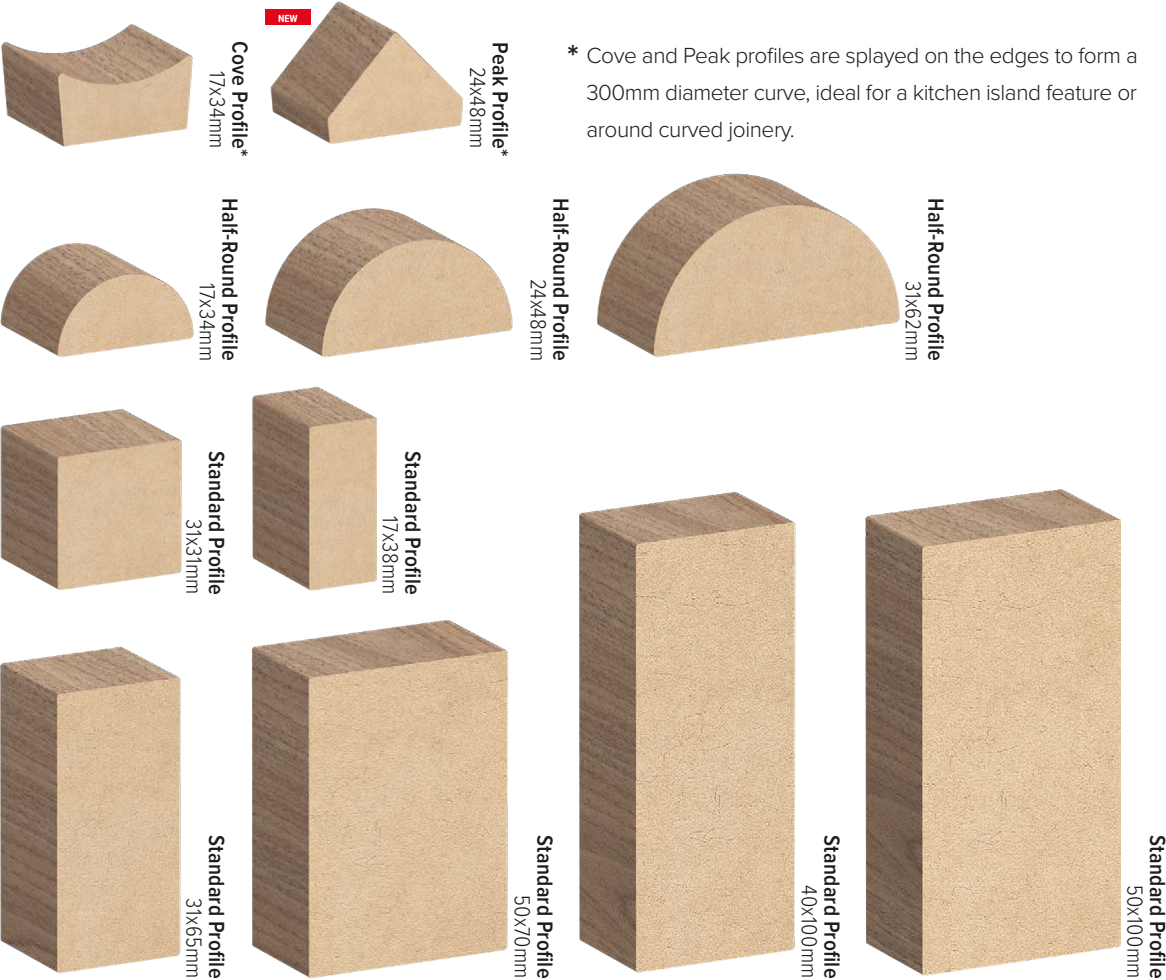 Cove Profile*
17x34mm
NEW
Peak Profile*
24x48mm
* Cove and Peak profiles are splayed on the edges to form a
300mm diameter curve, ideal for a kitchen island feature or
around curved joinery.
Half-Round Profile
17x34mm
Half-Round Profile
24x48mm
Half-Round Profile
31x62mm
Standard Profile
31x31mm
Standard Profile
17x38mm
Standard Profile
31x65mm
Standard Profile
50x70mm
Standard Profile
40x100mm
Standard Profile
50x100mm